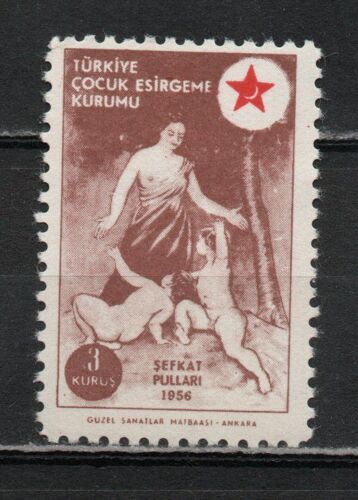 TÜRKİYE
ÇOCUK ESİRGEME
KURUMU
3
KURUŞ
ŞEFKAT
PULLARI
1956
GÜZEL SANATLAR MATBAASI - ANKARA